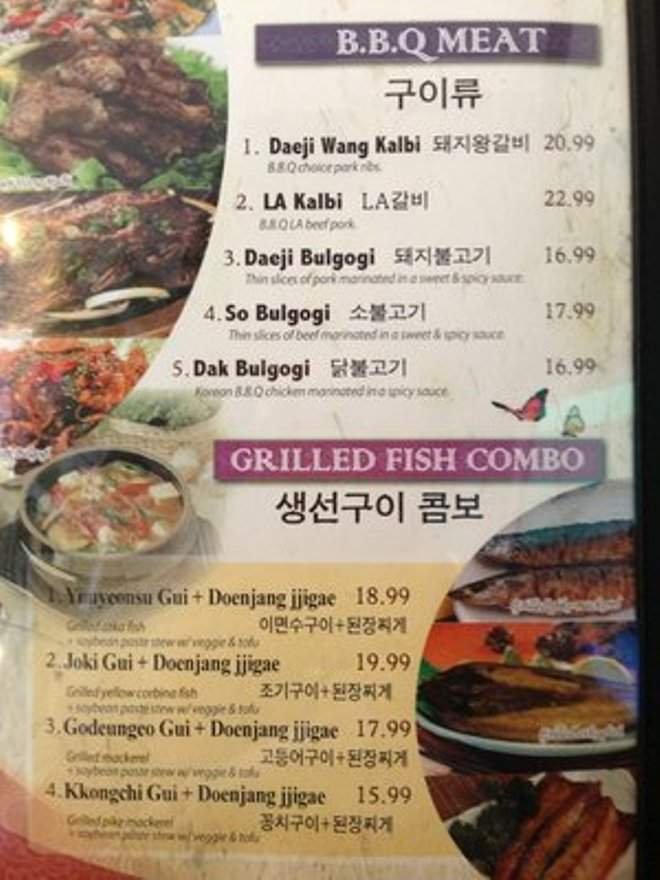 B.B.Q MEAT
구이류
1. Daeji Wang Kalbi 돼지왕갈비 20.99
B.B.Q choice park ribs.
2. LA Kalbi LA갈비 22.99
B.B.Q LA beef park.
3. Daeji Bulgogi 돼지불고기 16.99
Thin slices of pork marinated in a sweet & spicy sauce.
4. So Bulgogi 소불고기 17.99
Thin slices of beef marinated in a sweet & spicy sauce.
5. Dak Bulgogi 닭불고기 16.99
Korean B.B.Q chicken marinated in a spicy sauce.
GRILLED FISH COMBO
생선구이 콤보
1. Gui + Doenjang jjigae 18.99
Grilled atka fish 이면수구이+된장찌게
+ soybean paste stew w/ veggie & tofu
2. Joki Gui + Doenjang jjigae 19.99
Grilled yellow corbina fish 조기구이+된장찌게
+ soybean paste stew w/ veggie & tofu
3. Godeungeo Gui + Doenjang jjigae 17.99
Grilled mackerel 고등어구이+된장찌게
+ soybean paste stew w/ veggie & tofu
4. Kkongchi Gui + Doenjang jjigae 15.99
Grilled pike mackerel 꽁치구이+된장찌게
+ soybean paste stew w/ veggie & tofu